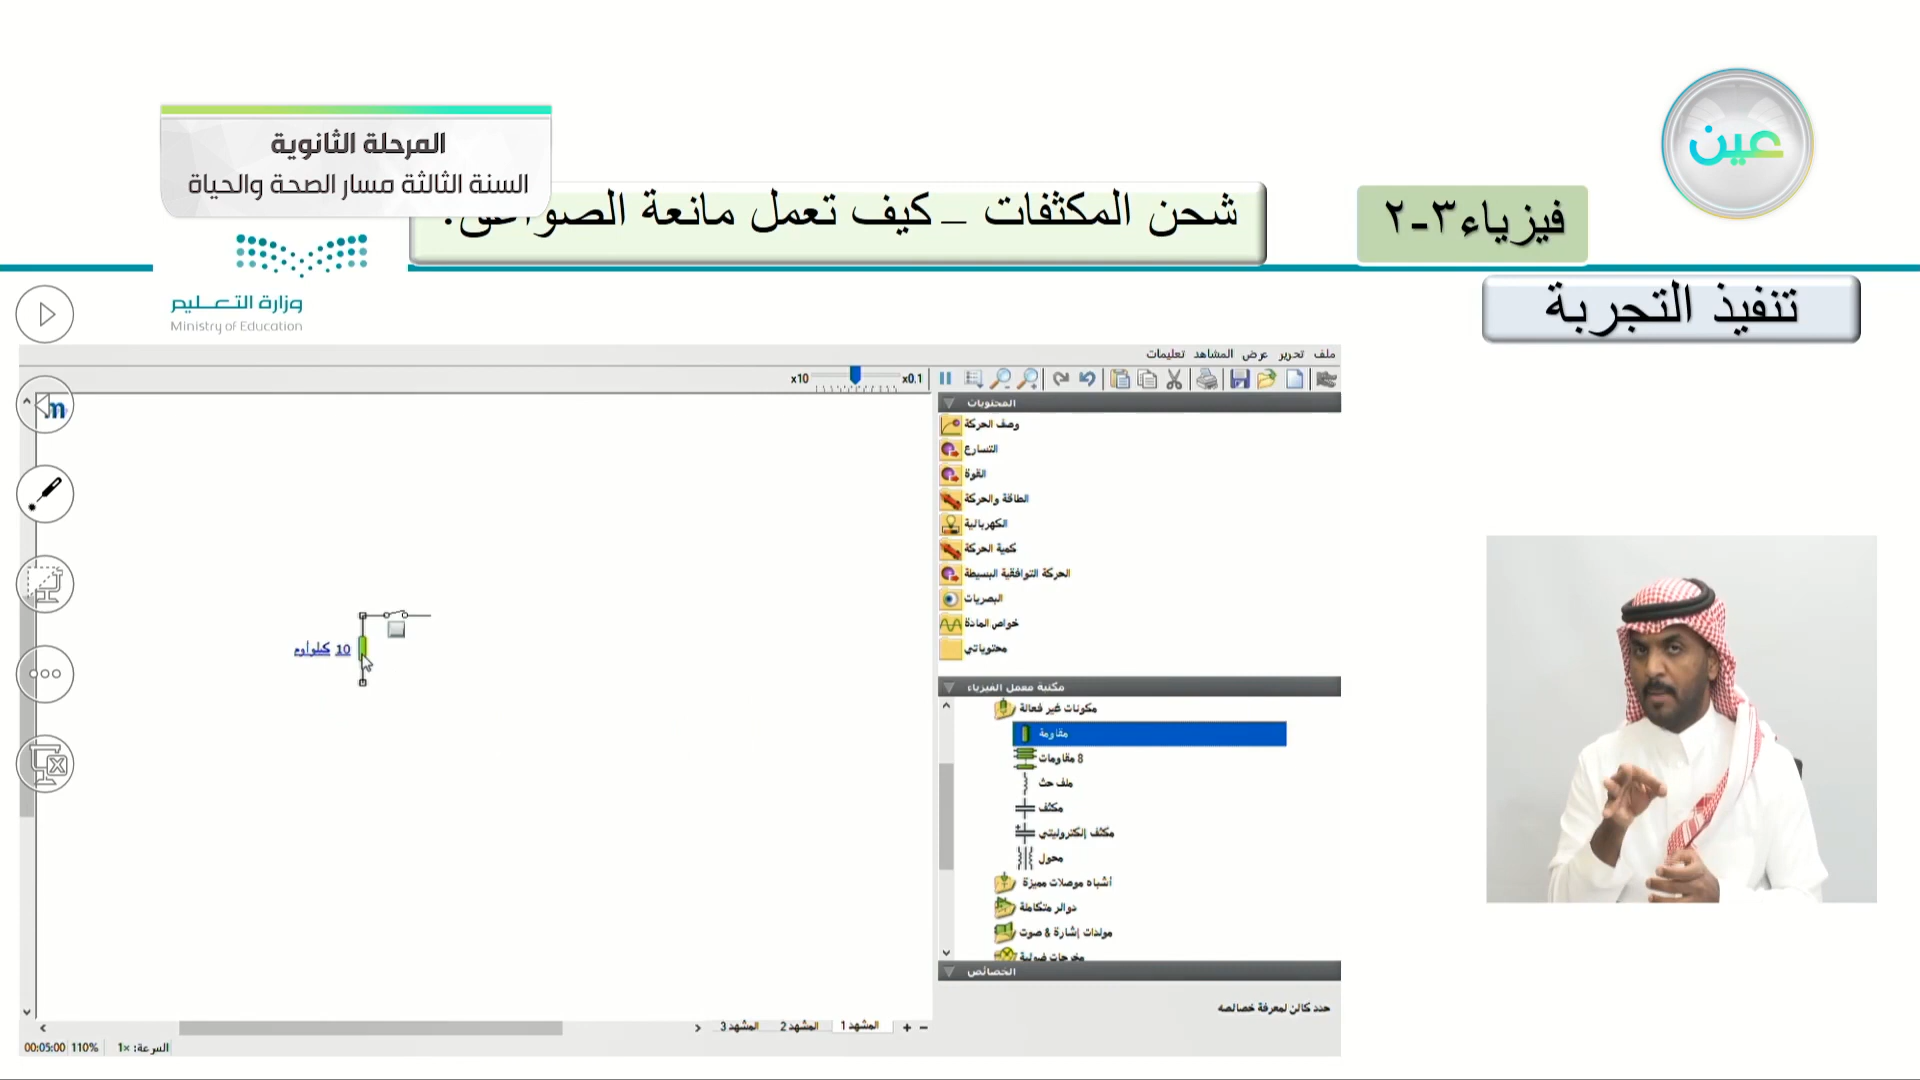 عين
المرحلة الثانوية
السنة الثالثة مسار الصحة والحياة
فيزياء٣-٢
شحن المكثفات – كيف تعمل مانعة
وزارة التعليم
Ministry of Education
تنفيذ التجربة
ملف تحرير عرض المشاهد تعليمات
x10
x0.1
المحتويات
وصف الحركة
التسارع
القوة
الطاقة والحركة
الكهربائية
كمية الحركة
الحركة التوافقية البسيطة
البصريات
خواص المادة
محتوياتي
10 كيلواوم
مكتبة معمل الفيزياء
مكونات غير فعالة
مقاومة
8 مقاومات
ملف حث
مكثف
مكثف إلكتروليتي
محول
أشباه موصلات مميزة
دوائر متكاملة
مولدات إشارة & صوت
مخرجات ضوئية
الخصائص
حدد كائن لمعرفة خصائصه
المشهد 1
المشهد 2
المشهد 3
00:05:00
110%
السرعة: ×1